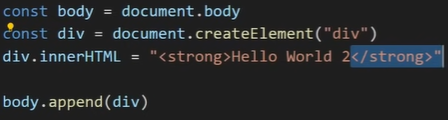 const body = document.body
const div = document.createElement("div")
div.innerHTML = "<strong>Hello World 2</strong>"
body.append(div)